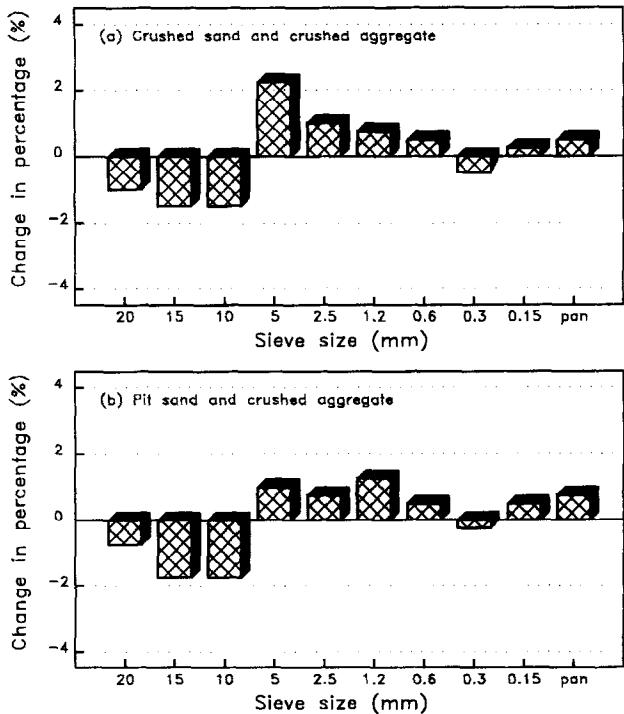 (a) Crushed sand and crushed aggregate
Change in percentage (%)
4
2
0
-2
-4
20 15 10 5 2.5 1.2 0.6 0.3 0.15 pan
Sieve size (mm)
(b) Pit sand and crushed aggregate
Change in percentage (%)
4
2
0
-2
-4
20 15 10 5 2.5 1.2 0.6 0.3 0.15 pan
Sieve size (mm)